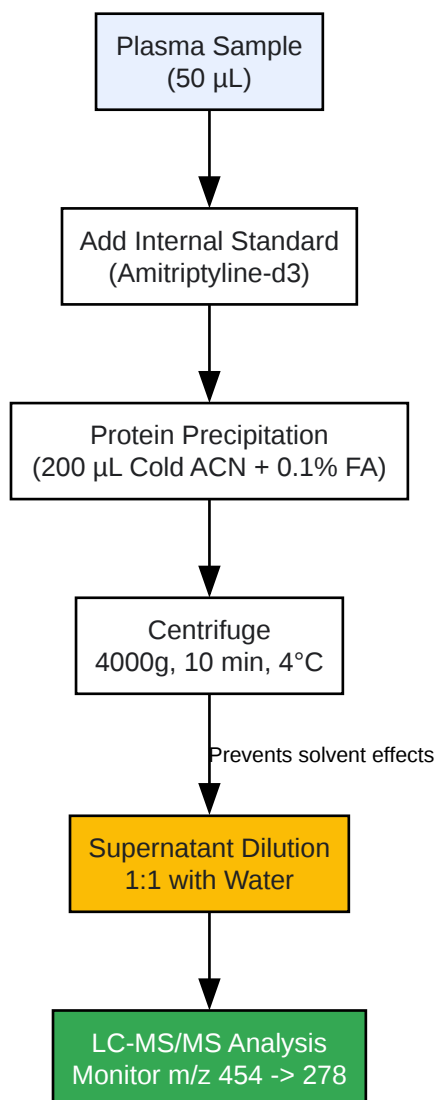 Plasma Sample
(50 µL)
Add Internal Standard
(Amitriptyline-d3)
Protein Precipitation
(200 µL Cold ACN + 0.1% FA)
Centrifuge
4000g, 10 min, 4°C
Prevents solvent effects
Supernatant Dilution
1:1 with Water
LC-MS/MS Analysis
Monitor m/z 454 -> 278